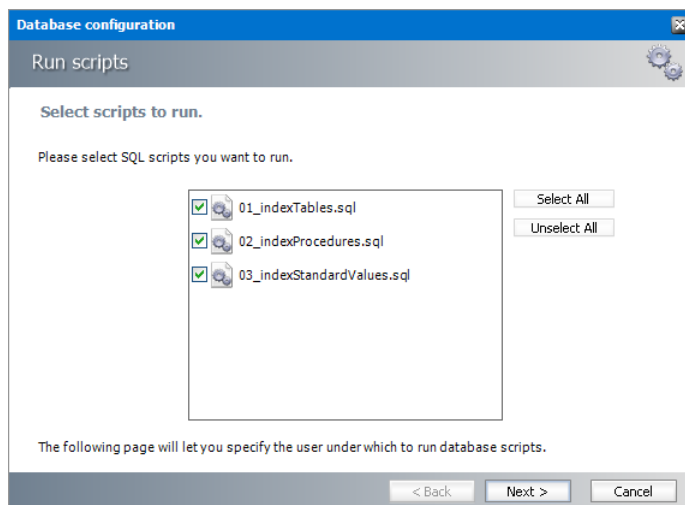 Database configuration
Run scripts
Select scripts to run.
Please select SQL scripts you want to run.
01_indexTables.sql
02_indexProcedures.sql
03_indexStandardValues.sql
Select All
Unselect All
The following page will let you specify the user under which to run database scripts.
< Back
Next >
Cancel